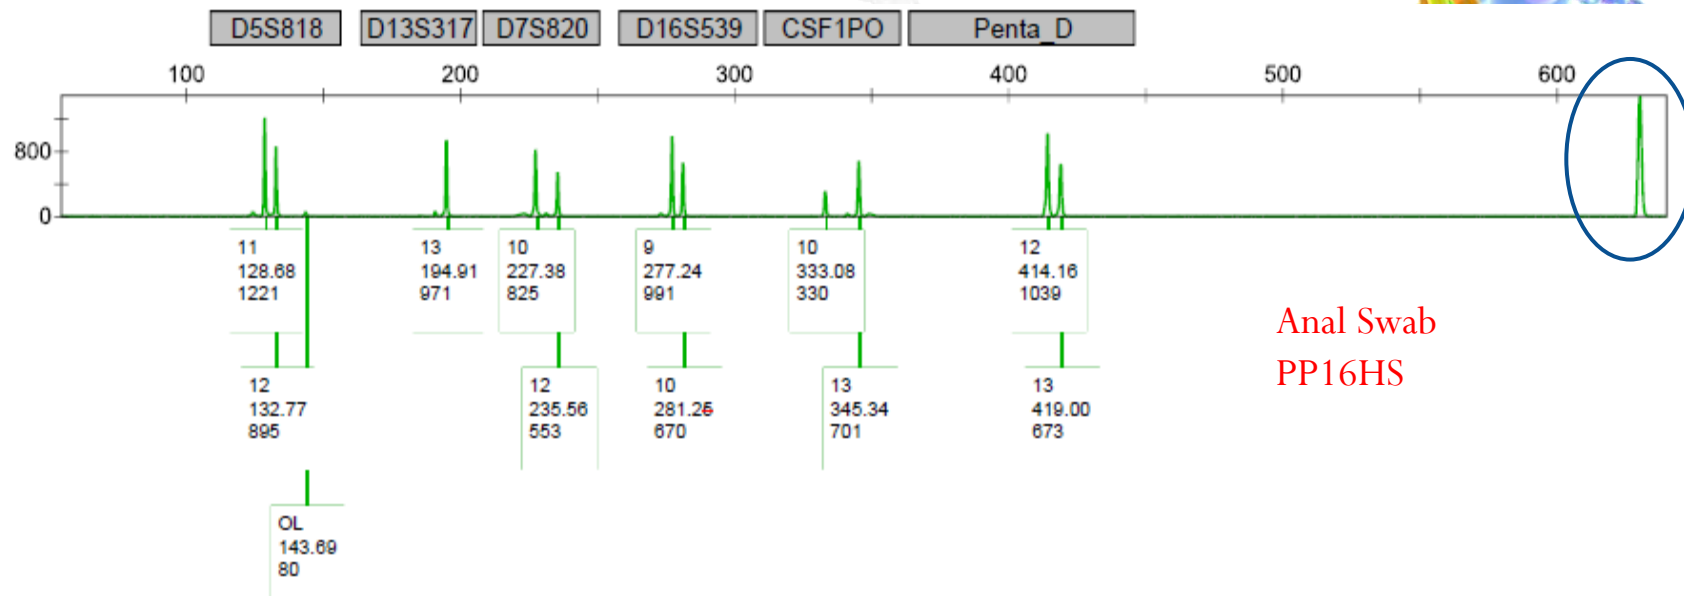 D5S818 D13S317 D7S820 D16S539 CSF1PO Penta_D
100 200 300 400 500 600
800
0
11 13 10 9 10 12
128.68 194.91 227.38 277.24 333.08 414.16
1221 971 825 991 330 1039
Anal Swab
PP16HS
12 12 10 13 13
132.77 235.56 281.25 345.34 419.00
895 553 670 701 673
OL
143.69
80